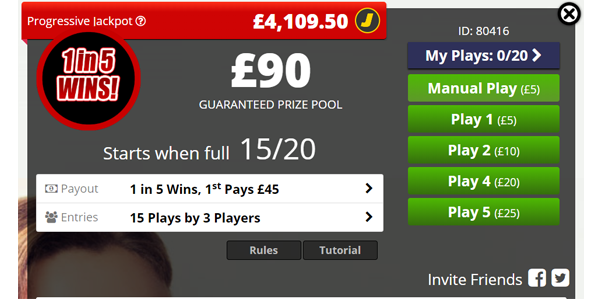 Progressive Jackpot ?
£4,109.50 J
1 in 5
WINS!
£90
GUARANTEED PRIZE POOL
Starts when full 15/20
Payout 1 in 5 Wins, 1st Pays £45
Entries 15 Plays by 3 Players
Rules Tutorial
ID: 80416
My Plays: 0/20
Manual Play (£5)
Play 1 (£5)
Play 2 (£10)
Play 4 (£20)
Play 5 (£25)
Invite Friends f